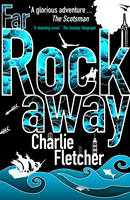 'A glorious adventure...'
The Scotsman
Far
Rock
'A stunning novel' The Sunday Telegraph
away
Charlie
Fletcher